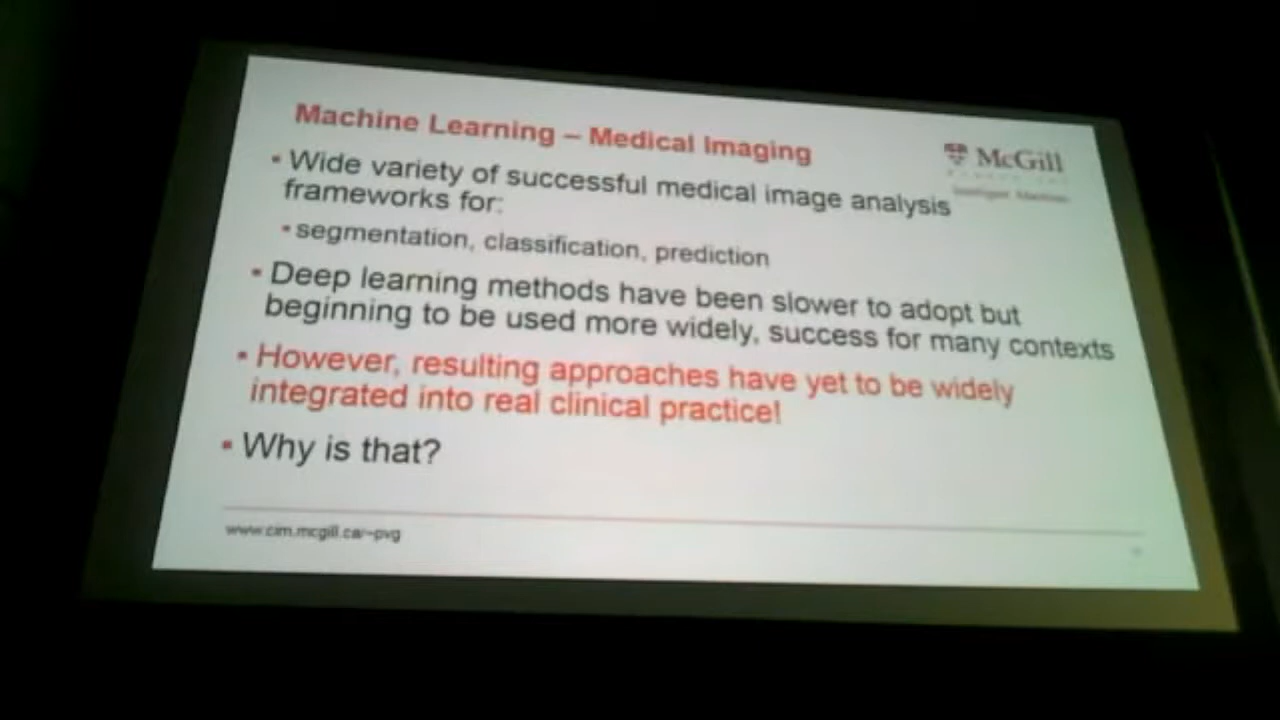 Machine Learning – Medical Imaging
McGill
▪ Wide variety of successful medical image analysis
frameworks for:
▪ segmentation, classification, prediction
▪ Deep learning methods have been slower to adopt but
beginning to be used more widely, success for many contexts
▪ However, resulting approaches have yet to be widely
integrated into real clinical practice!
▪ Why is that?
www.cim.mcgill.ca/~pvg